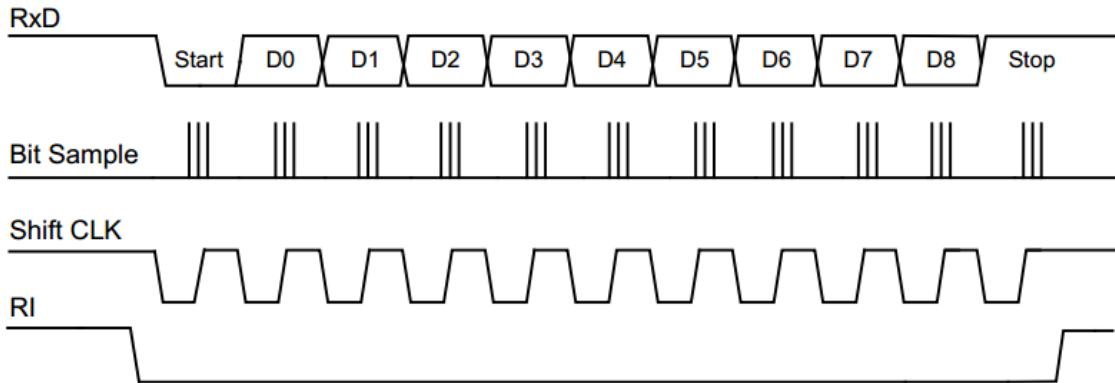 RxD
Start D0 D1 D2 D3 D4 D5 D6 D7 D8 Stop
Bit Sample
Shift CLK
RI